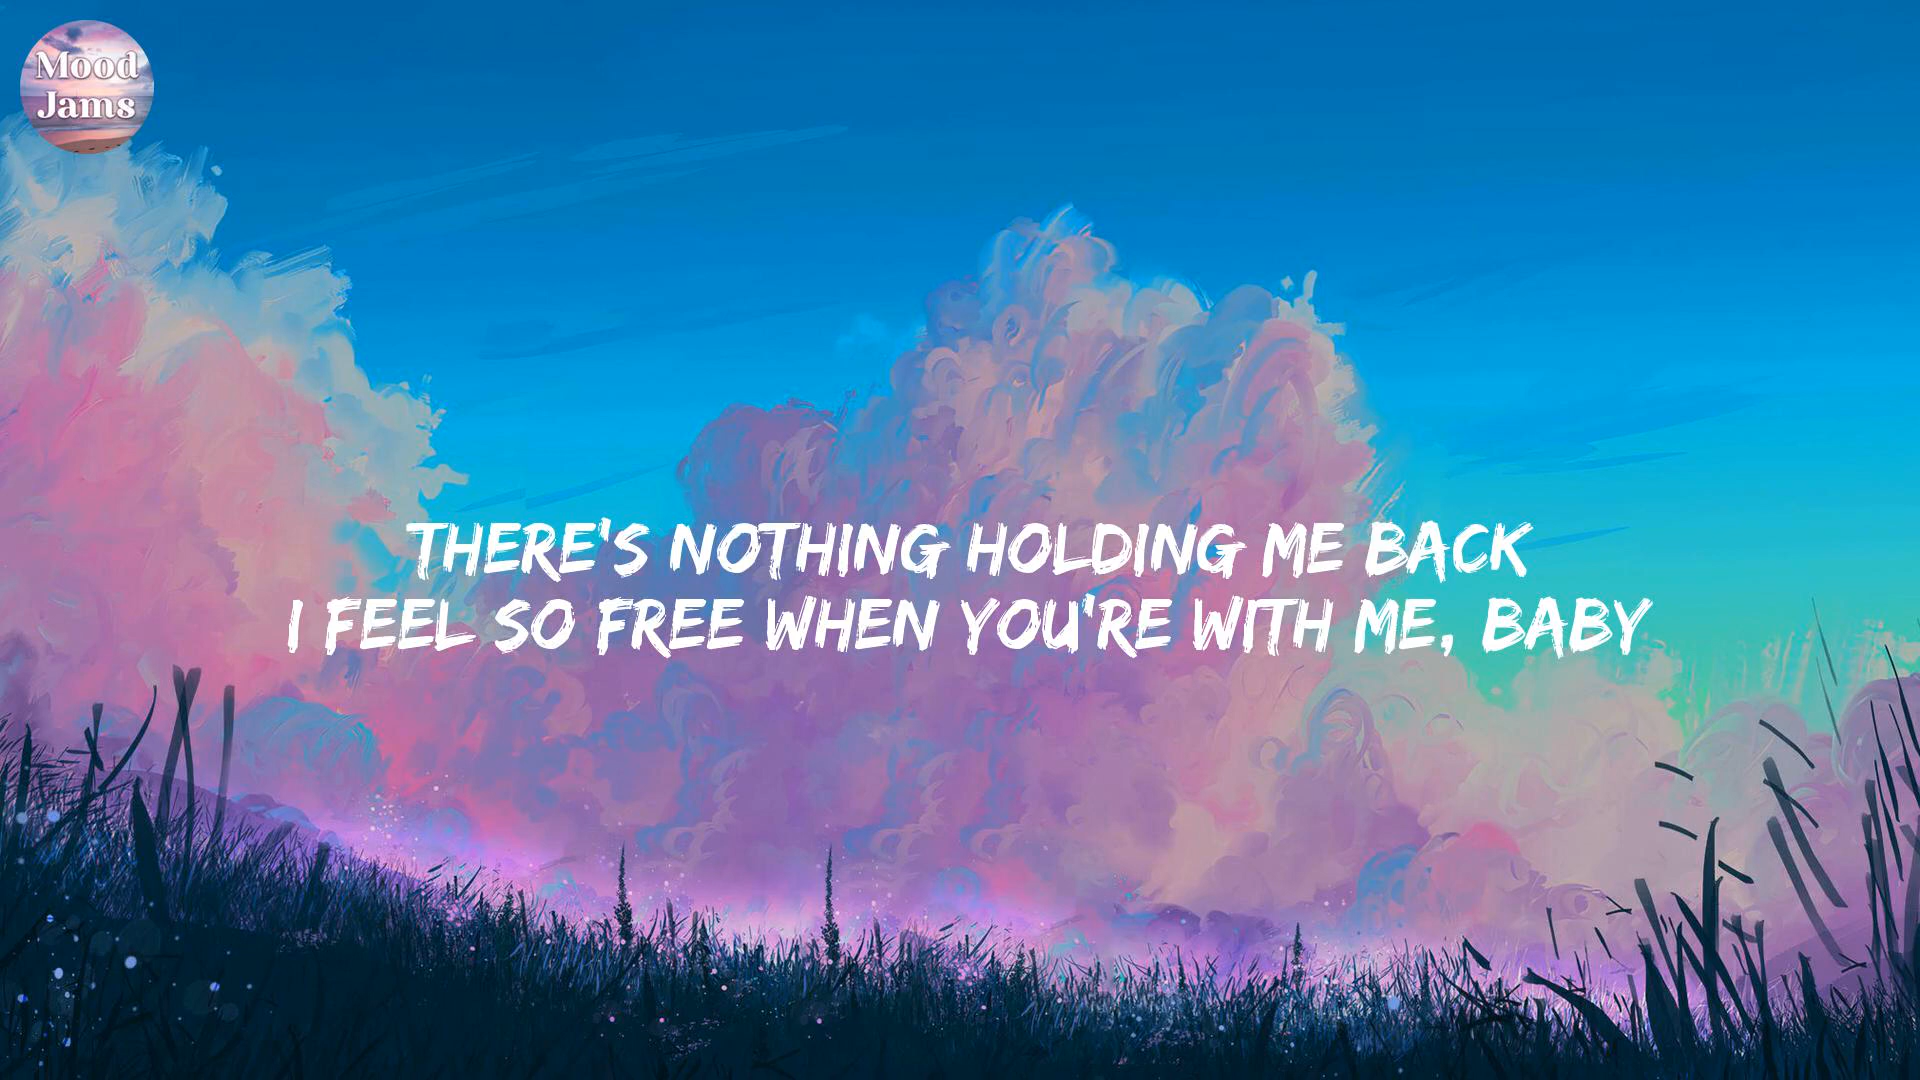 Mood
Jams
THERE'S NOTHING HOLDING ME BACK
I FEEL SO FREE WHEN YOU'RE WITH ME, BABY